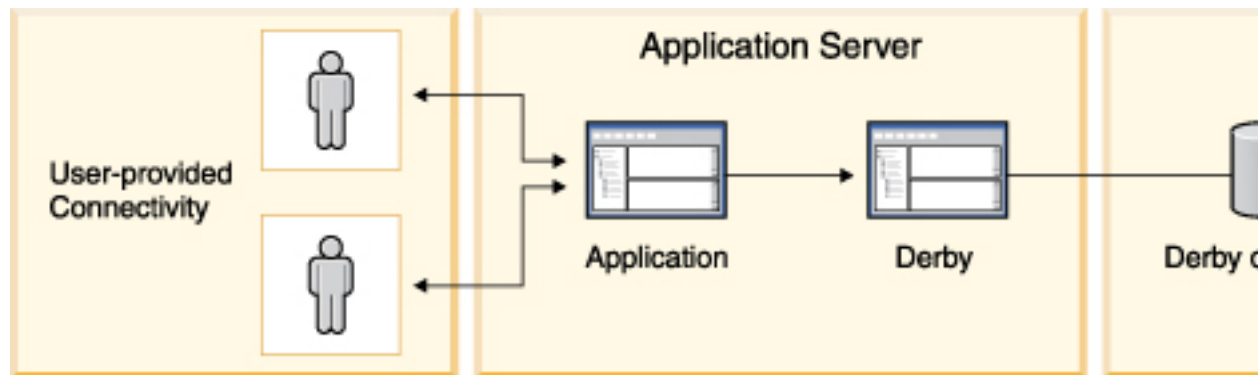 Application Server
User-provided
Connectivity
Application
Derby
Derby